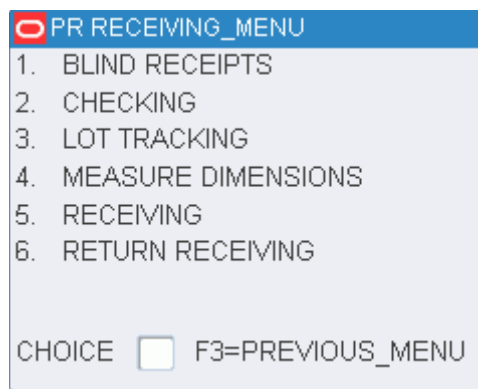 PR RECEIVING_MENU
1. BLIND RECEIPTS
2. CHECKING
3. LOT TRACKING
4. MEASURE DIMENSIONS
5. RECEIVING
6. RETURN RECEIVING
CHOICE F3=PREVIOUS_MENU